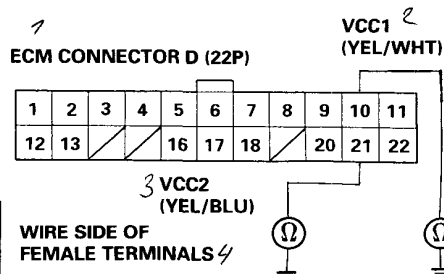 1
ECM CONNECTOR D (22P)
VCC1 2
(YEL/WHT)
1 2 3 4 5 6 7 8 9 10 11
12 13 16 17 18 20 21 22
3 VCC2
(YEL/BLU)
Ω Ω
WIRE SIDE OF
FEMALE TERMINALS 4